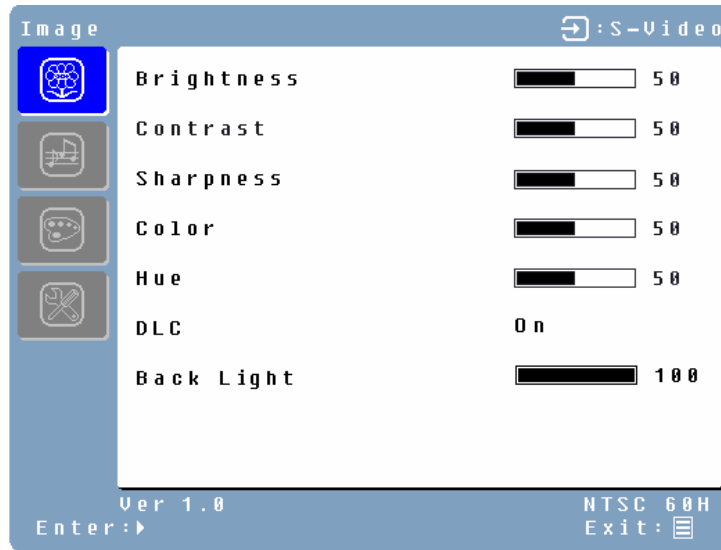 Image :S-Video
Brightness 50
Contrast 50
Sharpness 50
Color 50
Hue 50
DLC On
Back Light 100
Ver 1.0 NTSC 60H
Enter: Exit: